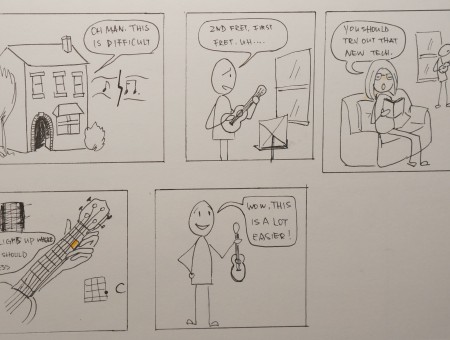 OH MAN. THIS
IS DIFFICULT
2ND FRET, FIRST
FRET. UH....
YOU SHOULD
TRY OUT THAT
NEW TECH.
LIGHTS UP WHERE
SHOULD
C
WOW, THIS
IS A LOT
EASIER!